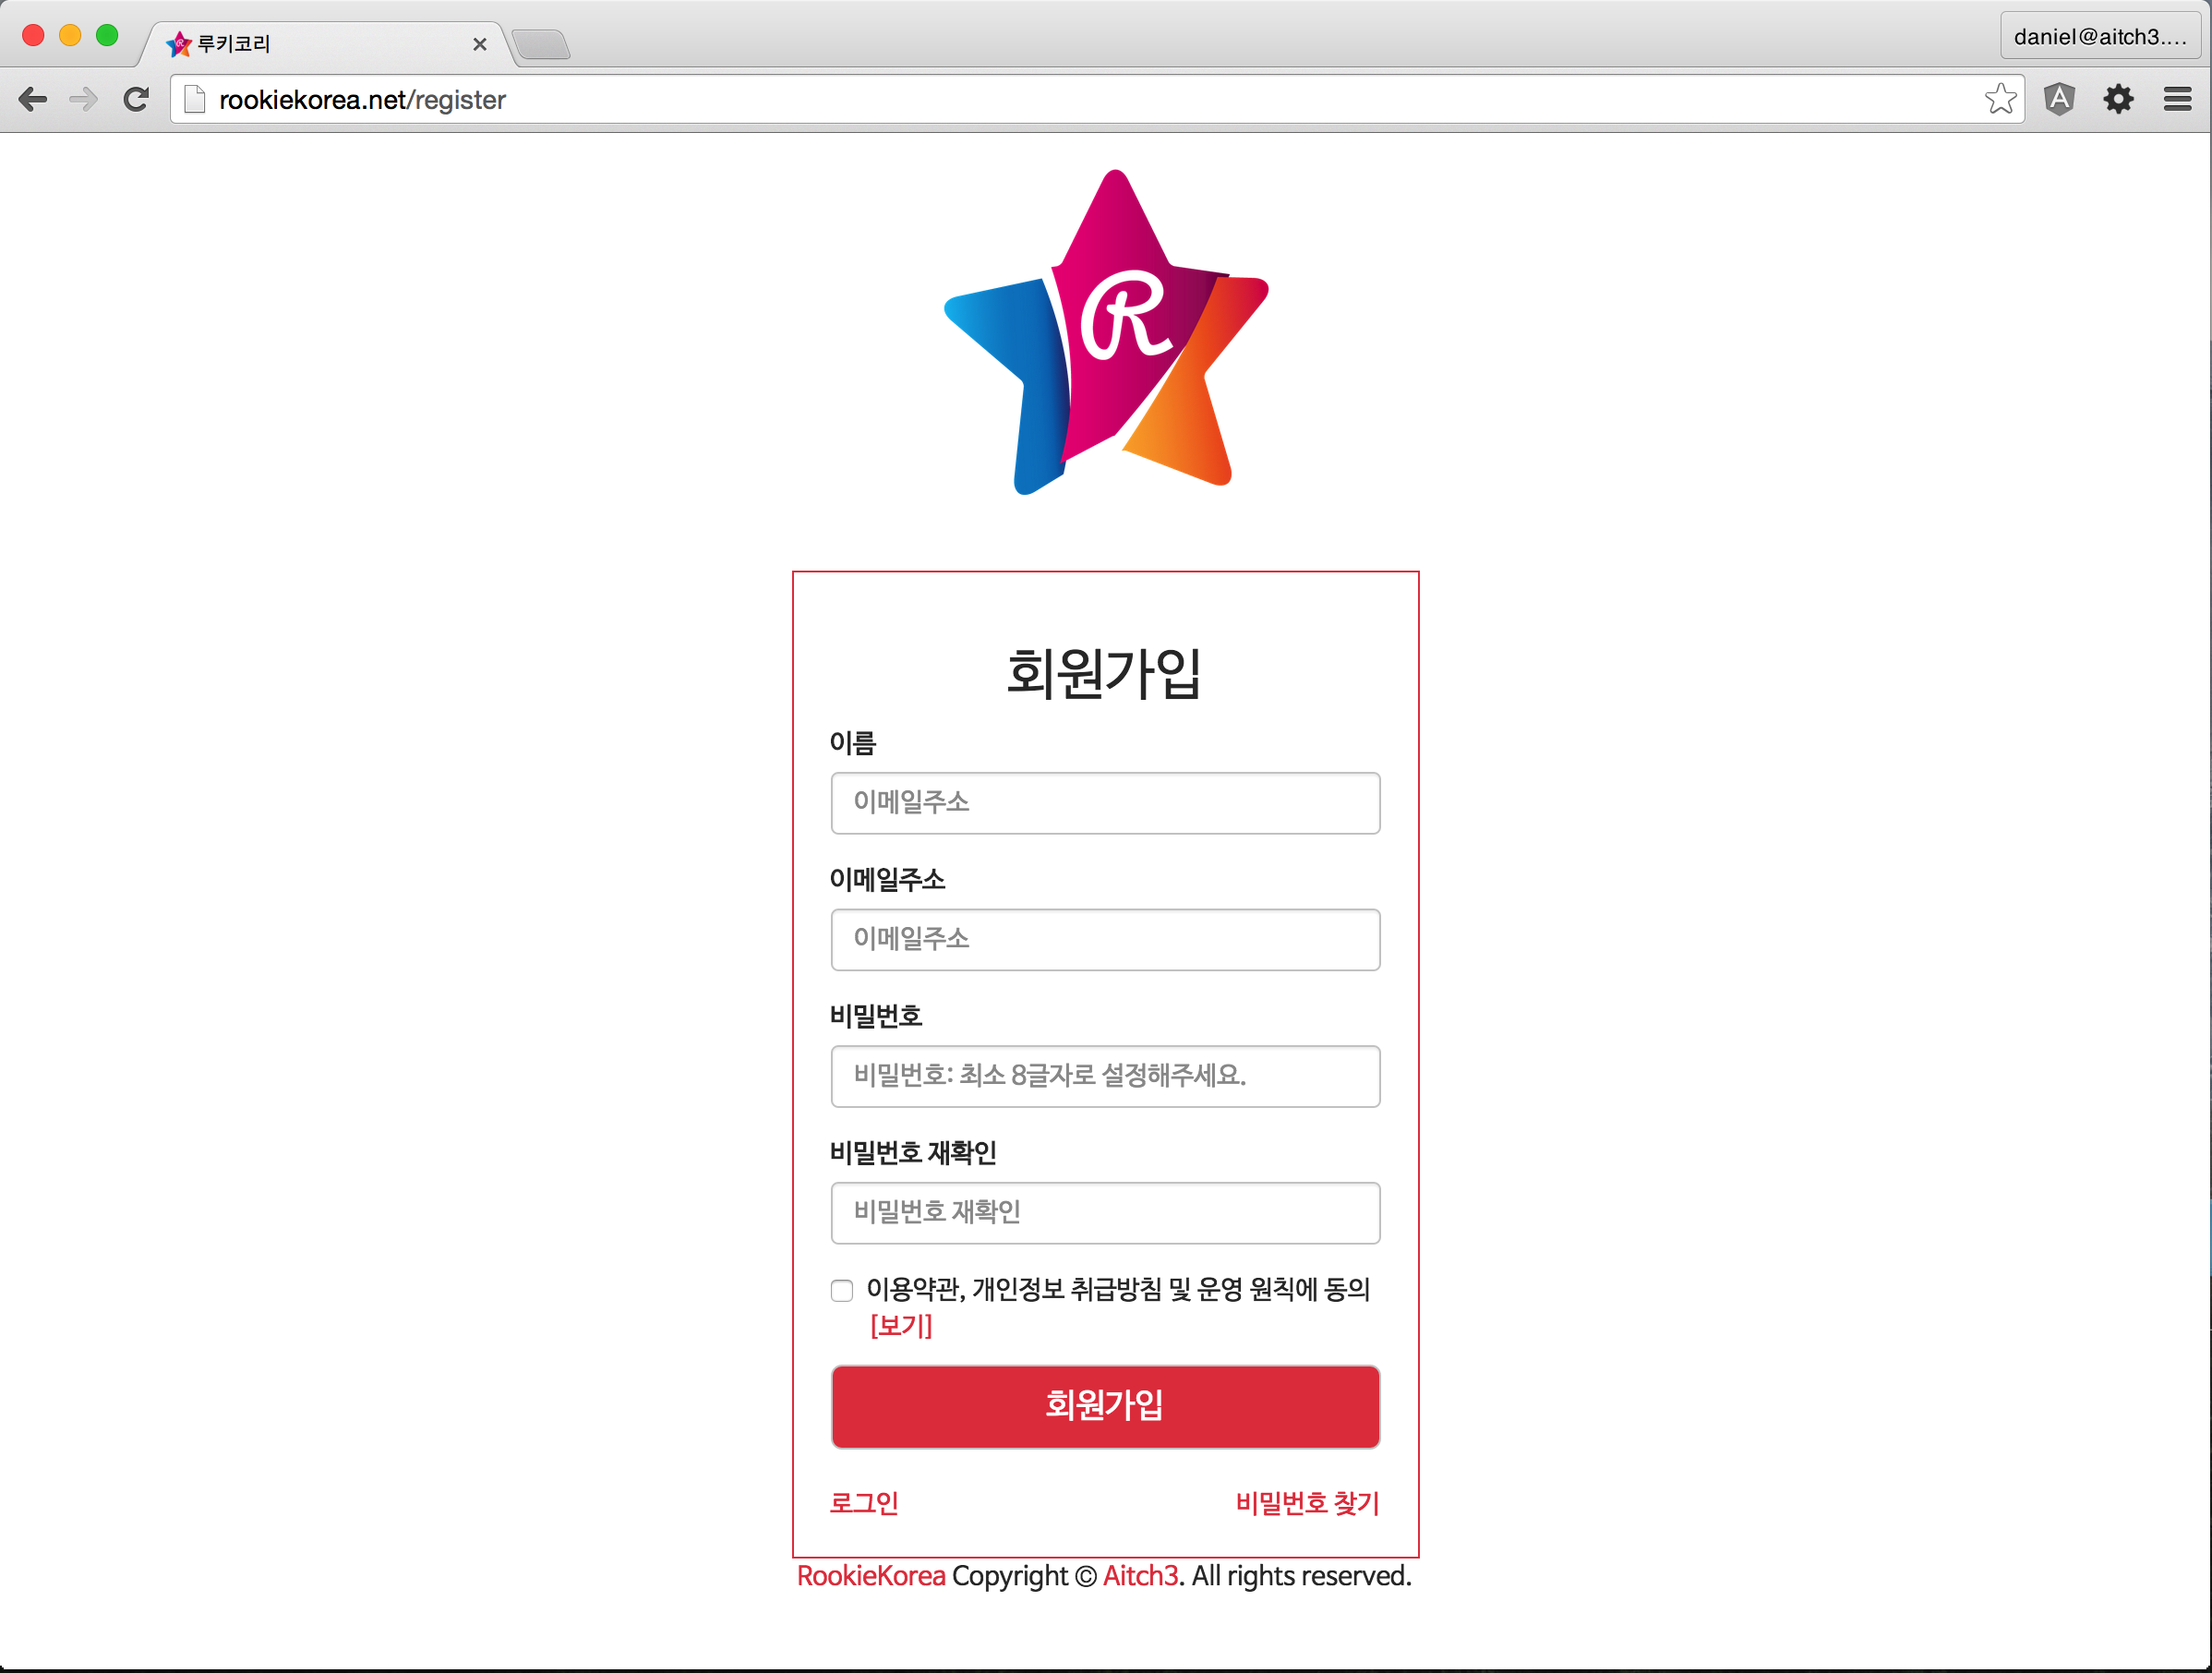 루키코리
daniel@aitch3....
rookiekorea.net/register
R
회원가입
이름
이메일주소
이메일주소
이메일주소
비밀번호
비밀번호: 최소 8글자로 설정해주세요.
비밀번호 재확인
비밀번호 재확인
이용약관, 개인정보 취급방침 및 운영 원칙에 동의
[보기]
회원가입
로그인 비밀번호 찾기
RookieKorea Copyright © Aitch3. All rights reserved.